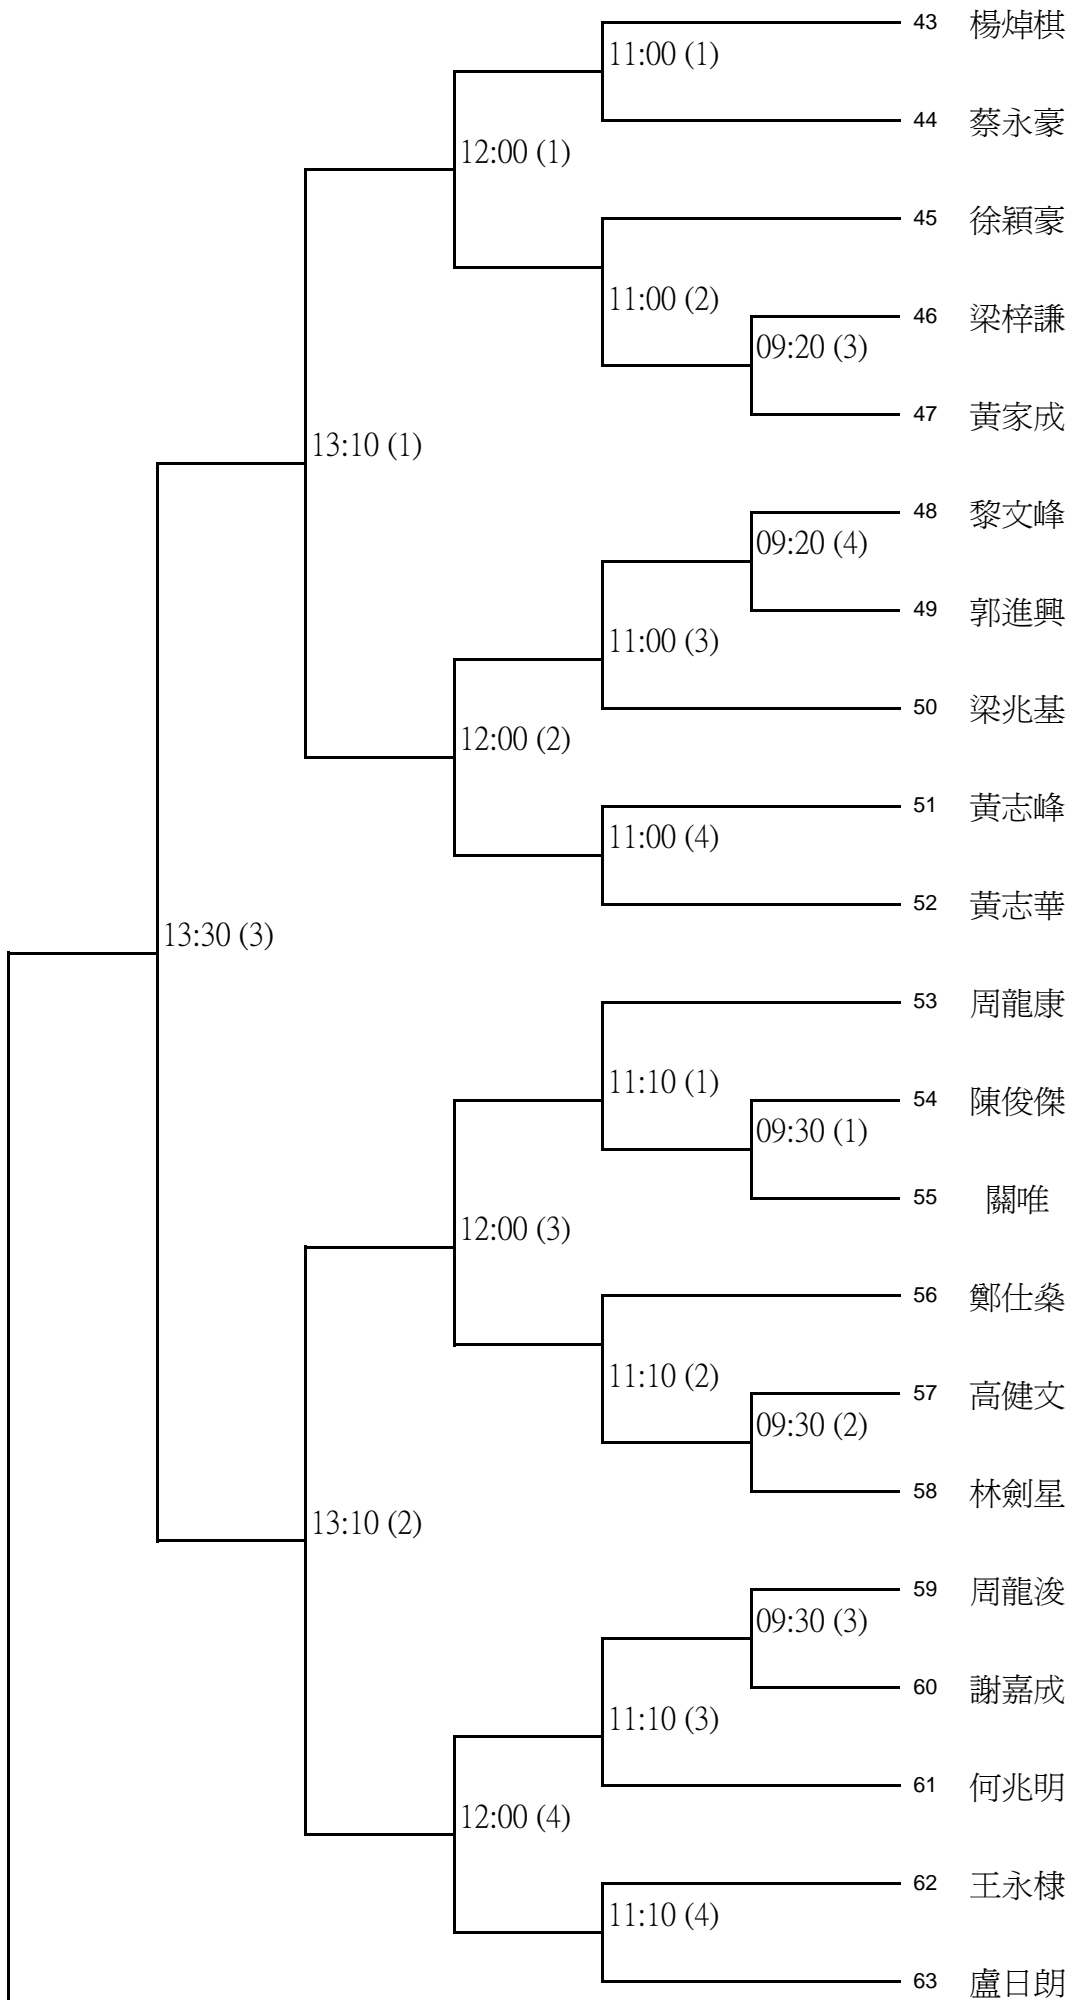 43 楊焯棋
11:00 (1)
44 蔡永豪
12:00 (1)
45 徐穎豪
11:00 (2)
46 梁梓謙
09:20 (3)
47 黃家成
13:10 (1)
48 黎文峰
09:20 (4)
49 郭進興
11:00 (3)
50 梁兆基
12:00 (2)
51 黃志峰
11:00 (4)
52 黃志華
13:30 (3)
53 周龍康
11:10 (1)
54 陳俊傑
09:30 (1)
55 關唯
12:00 (3)
56 鄭仕燊
11:10 (2)
57 高健文
09:30 (2)
58 林劍星
13:10 (2)
59 周龍浚
09:30 (3)
60 謝嘉成
11:10 (3)
61 何兆明
12:00 (4)
62 王永棣
11:10 (4)
63 盧日朗